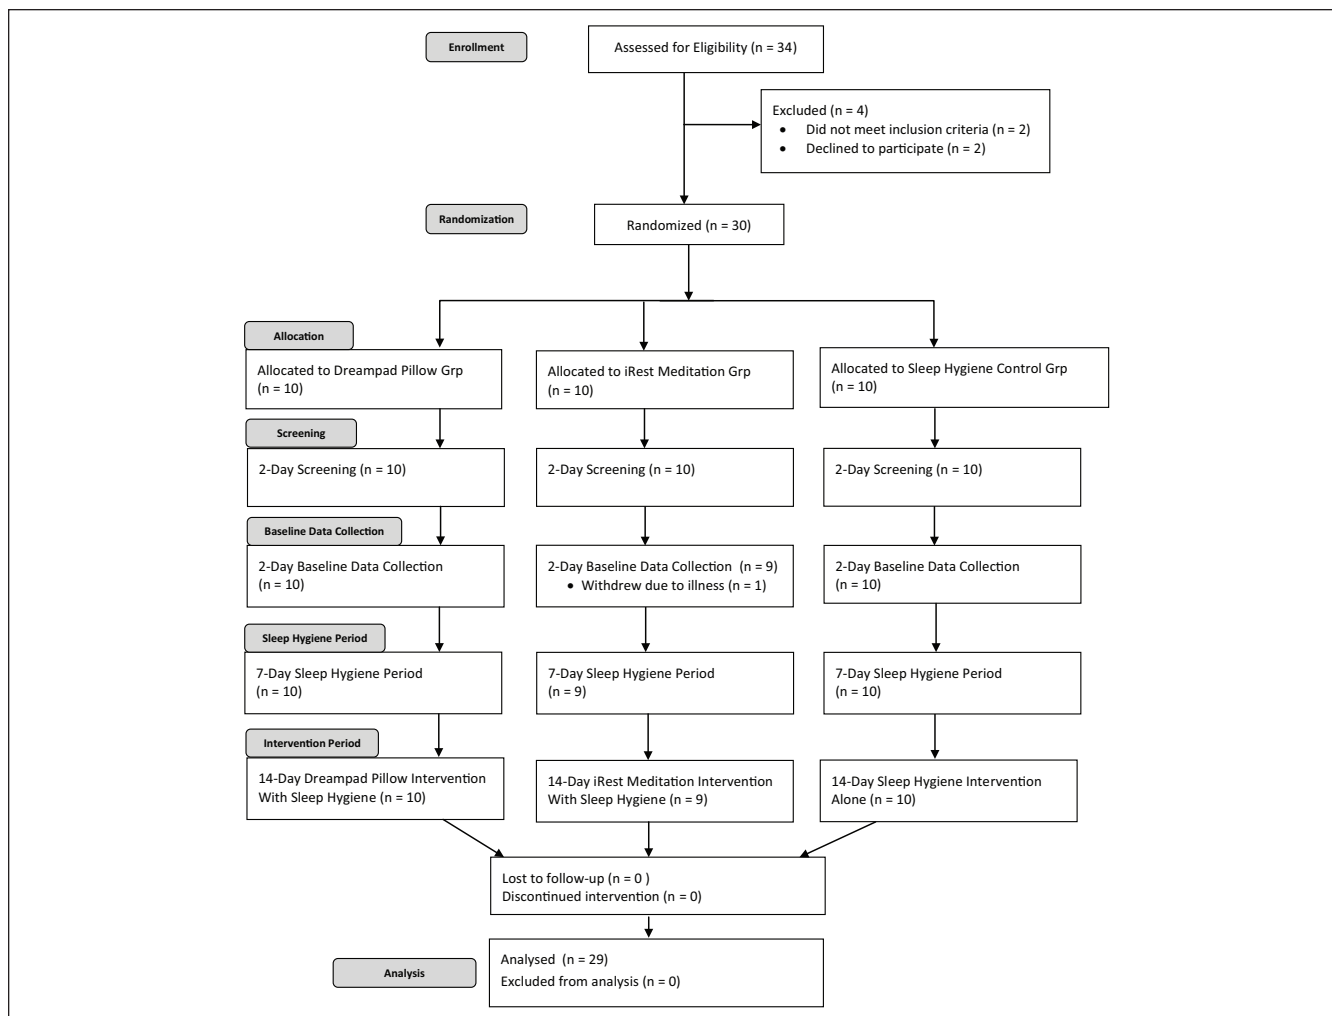 Enrollment
Assessed for Eligibility (n = 34)
Excluded (n = 4)
• Did not meet inclusion criteria (n = 2)
• Declined to participate (n = 2)
Randomization
Randomized (n = 30)
Allocation
Allocated to Dreampad Pillow Grp
(n = 10)
Allocated to iRest Meditation Grp
(n = 10)
Allocated to Sleep Hygiene Control Grp
(n = 10)
Screening
2-Day Screening (n = 10)
2-Day Screening (n = 10)
2-Day Screening (n = 10)
Baseline Data Collection
2-Day Baseline Data Collection
(n = 10)
2-Day Baseline Data Collection (n = 9)
• Withdrew due to illness (n = 1)
2-Day Baseline Data Collection
(n = 10)
Sleep Hygiene Period
7-Day Sleep Hygiene Period
(n = 10)
7-Day Sleep Hygiene Period
(n = 9)
7-Day Sleep Hygiene Period
(n = 10)
Intervention Period
14-Day Dreampad Pillow Intervention
With Sleep Hygiene (n = 10)
14-Day iRest Meditation Intervention
With Sleep Hygiene (n = 9)
14-Day Sleep Hygiene Intervention
Alone (n = 10)
Lost to follow-up (n = 0 )
Discontinued intervention (n = 0)
Analysis
Analysed (n = 29)
Excluded from analysis (n = 0)